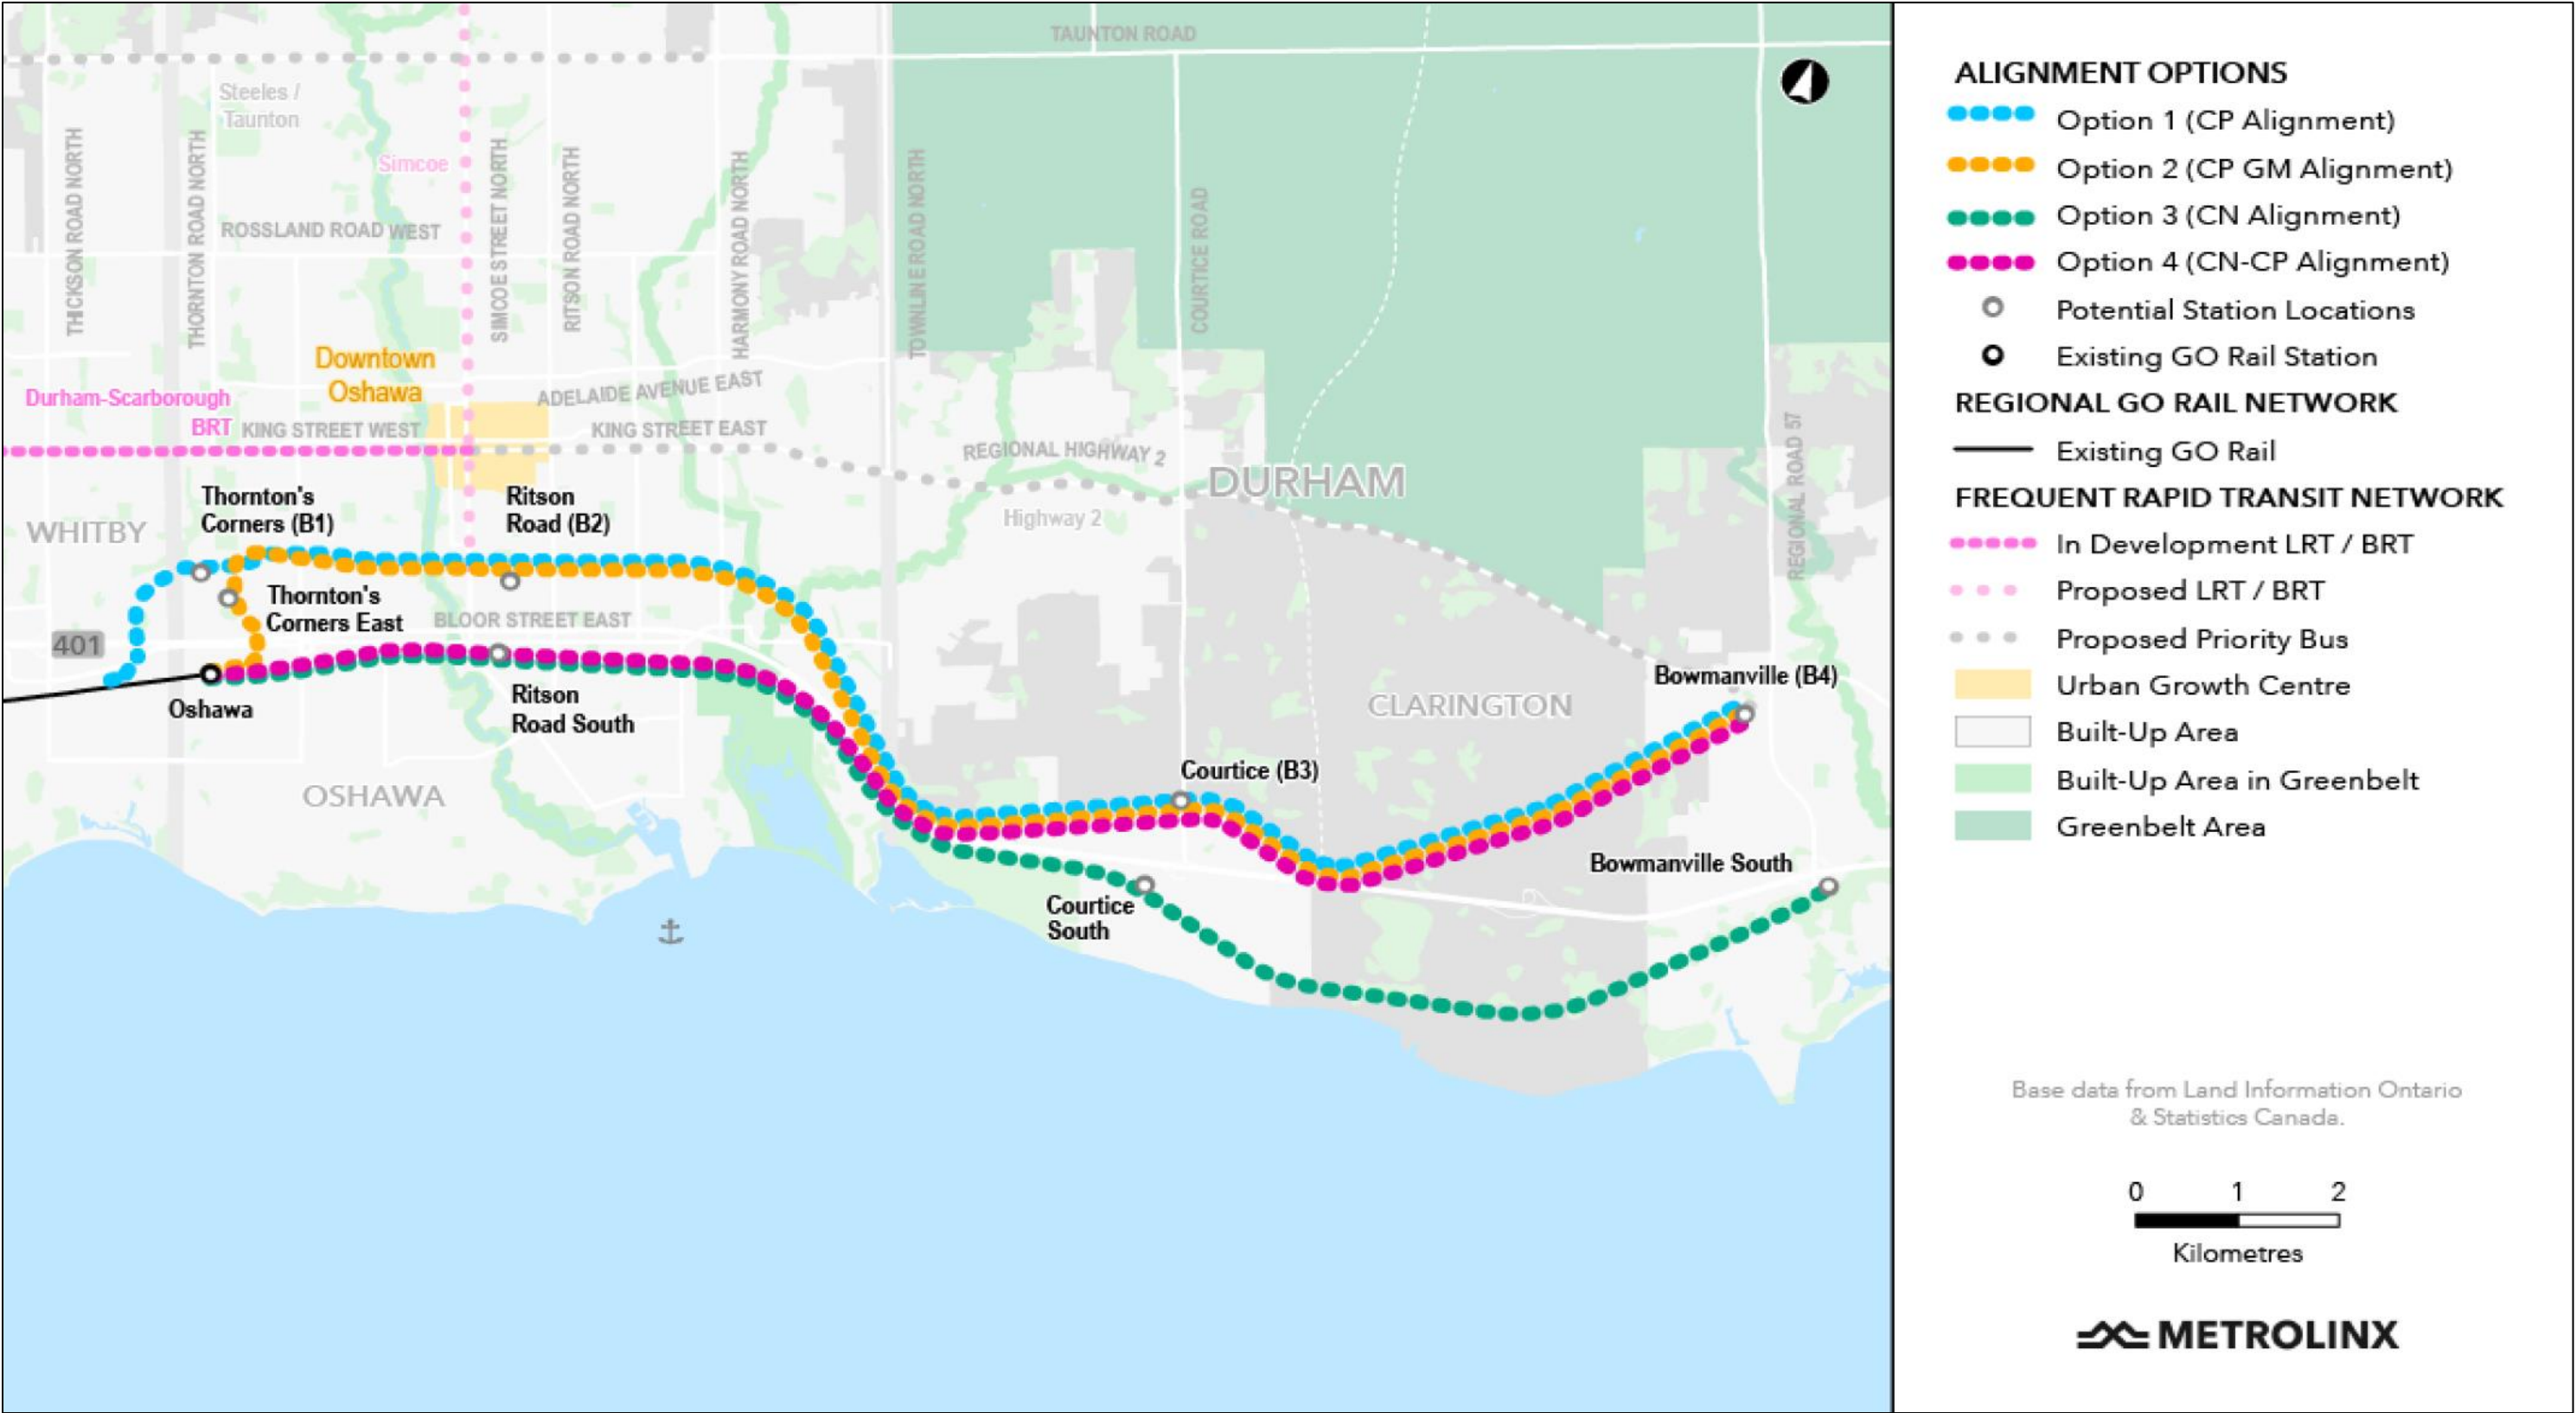 TAUNTON ROAD
Steeles /
Taunton
Simcoe
THICKSON ROAD NORTH
THORNTON ROAD NORTH
SIMCOE STREET NORTH
RITSON ROAD NORTH
HARMONY ROAD NORTH
TOWNLINE ROAD NORTH
COURTICE ROAD
ROSSLAND ROAD WEST
Downtown
Oshawa
Durham-Scarborough
BRT
KING STREET WEST
ADELAIDE AVENUE EAST
KING STREET EAST
REGIONAL HIGHWAY 2
REGIONAL ROAD 57
DURHAM
Highway 2
WHITBY
Thornton's
Corners (B1)
Ritson
Road (B2)
Thornton's
Corners East
BLOOR STREET EAST
401
Oshawa
Ritson
Road South
OSHAWA
Bowmanville (B4)
CLARINGTON
Courtice (B3)
Bowmanville South
Courtice
South
ALIGNMENT OPTIONS
Option 1 (CP Alignment)
Option 2 (CP GM Alignment)
Option 3 (CN Alignment)
Option 4 (CN-CP Alignment)
Potential Station Locations
Existing GO Rail Station
REGIONAL GO RAIL NETWORK
Existing GO Rail
FREQUENT RAPID TRANSIT NETWORK
In Development LRT / BRT
Proposed LRT / BRT
Proposed Priority Bus
Urban Growth Centre
Built-Up Area
Built-Up Area in Greenbelt
Greenbelt Area
Base data from Land Information Ontario
& Statistics Canada.
0 1 2
Kilometres
METROLINX